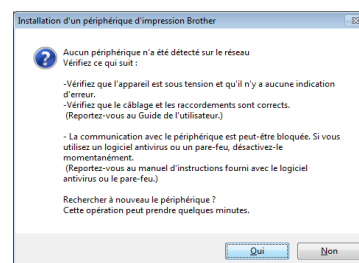 Installation d'un périphérique d'impression Brother
Aucun périphérique n'a été détecté sur le réseau
Vérifiez ce qui suit :
-Vérifiez que l'appareil est sous tension et qu'il n'y a aucune indication
d'erreur.
-Vérifiez que le câblage et les raccordements sont corrects.
(Reportez-vous au Guide de l'utilisateur.)
- La communication avec le périphérique est peut-être bloquée. Si vous
utilisez un logiciel antivirus ou un pare-feu, désactivez-le
momentanément.
(Reportez-vous au manuel d'instructions fourni avec le logiciel
antivirus ou le pare-feu.)
Rechercher à nouveau le périphérique ?
Cette opération peut prendre quelques minutes.
Oui
Non